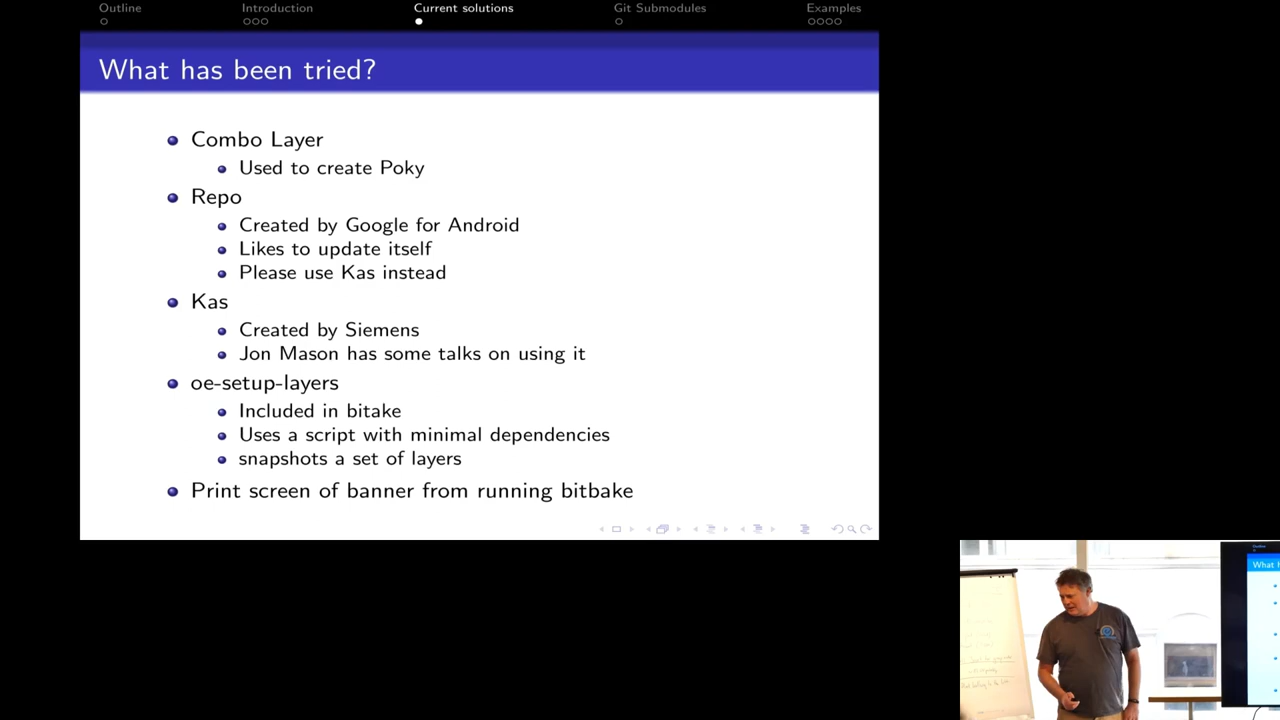 Outline
Introduction
Current solutions
Git Submodules
Examples
What has been tried?
Combo Layer
Used to create Poky
Repo
Created by Google for Android
Likes to update itself
Please use Kas instead
Kas
Created by Siemens
Jon Mason has some talks on using it
oe-setup-layers
Included in bitake
Uses a script with minimal dependencies
snapshots a set of layers
Print screen of banner from running bitbake
Outline
What h